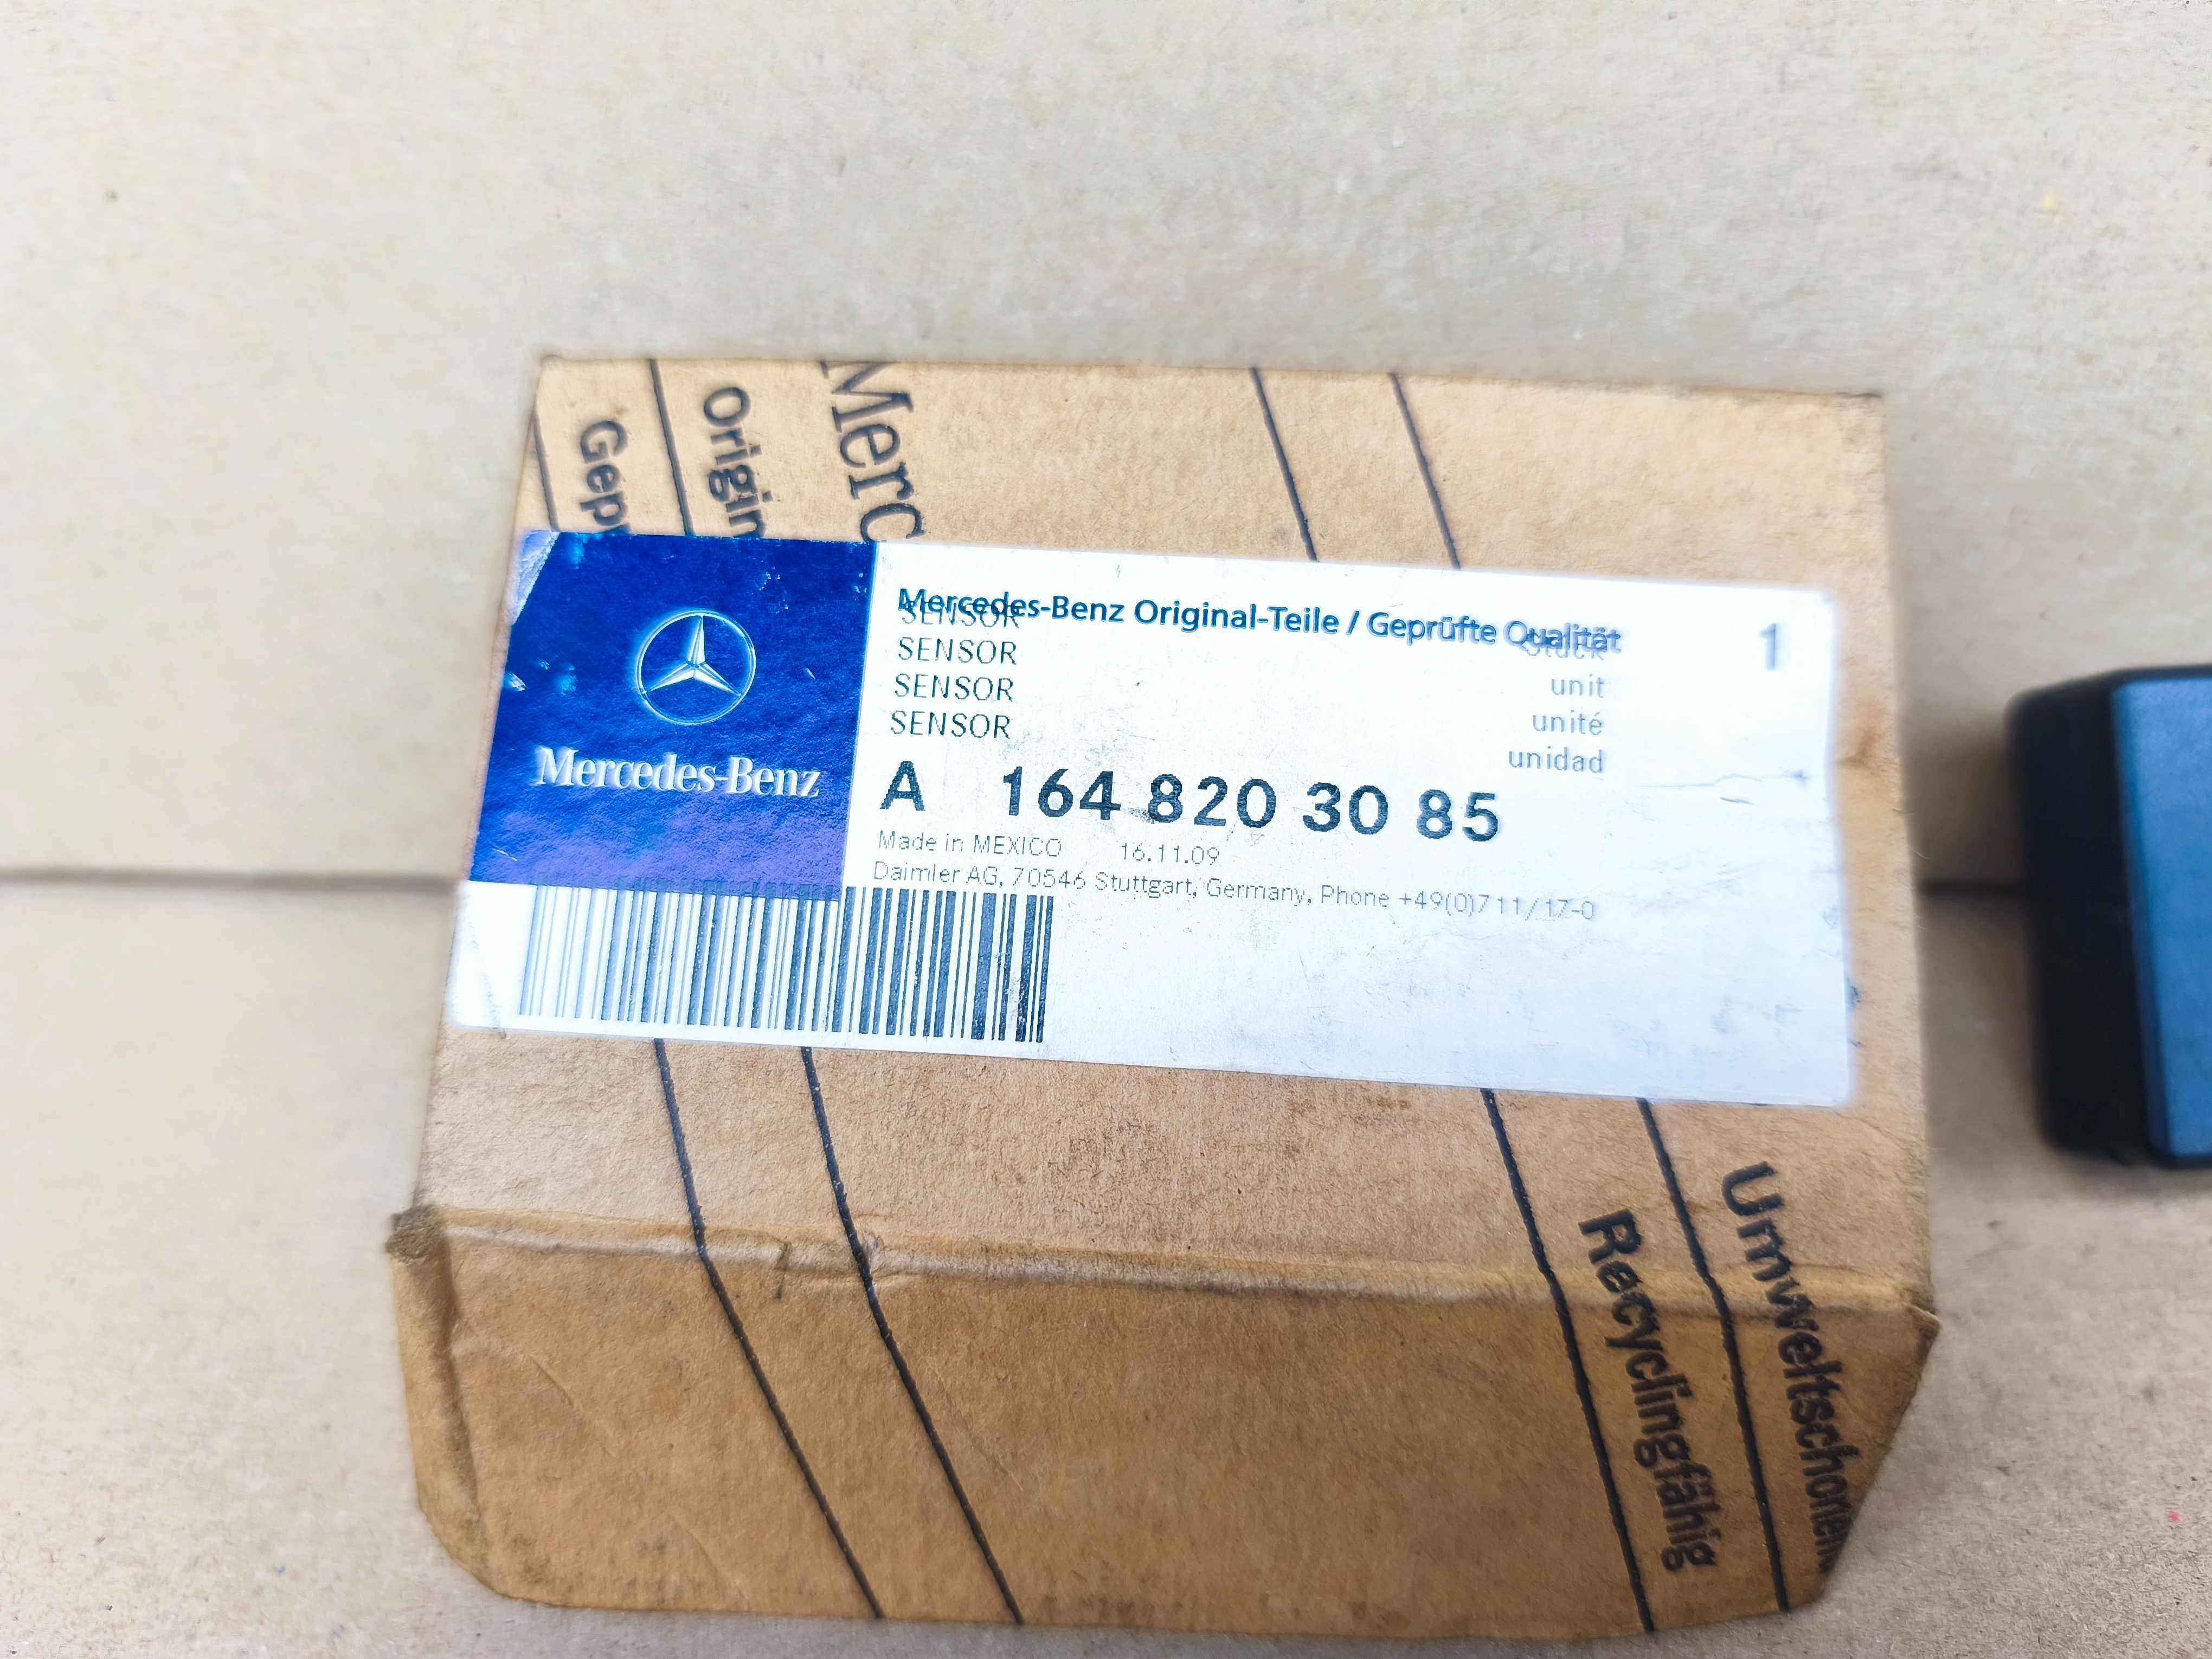 Gep
Origin
Merc
Mercedes-Benz
Mercedes-Benz Original-Teile / Geprüfte Qualität
SENSOR Stück 1
SENSOR unit
SENSOR unité
SENSOR unidad
A 164 820 30 85
Made in MEXICO 16.11.09
Daimler AG, 70546 Stuttgart, Germany, Phone +49(0)711/17-0
Recyclingfähig